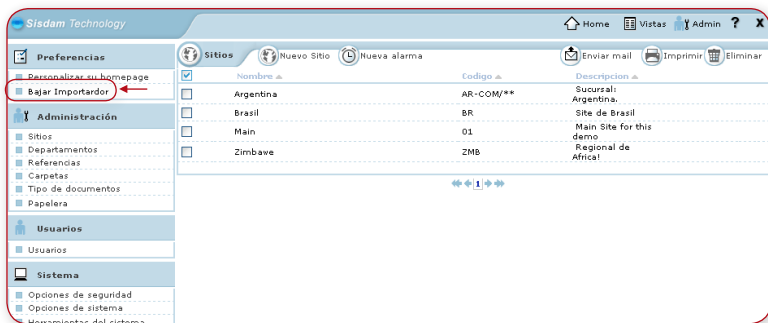 Sisdam Technology
Home Vistas Admin ? X
Preferencias
Personalizar su homepage
Bajar Importardor
Administración
Sitios
Departamentos
Referencias
Carpetas
Tipo de documentos
Papelera
Usuarios
Usuarios
Sistema
Opciones de seguridad
Opciones de sistema
Herramientas del sistema
Sitios Nuevo Sitio Nueva alarma Enviar mail Imprimir Eliminar
Nombre Codigo Descripcion
Argentina AR-COM/** Sucursal:
Argentina.
Brasil BR Site de Brasil
Main 01 Main Site for this
demo
Zimbawe ZMB Regional de
Africa!
1